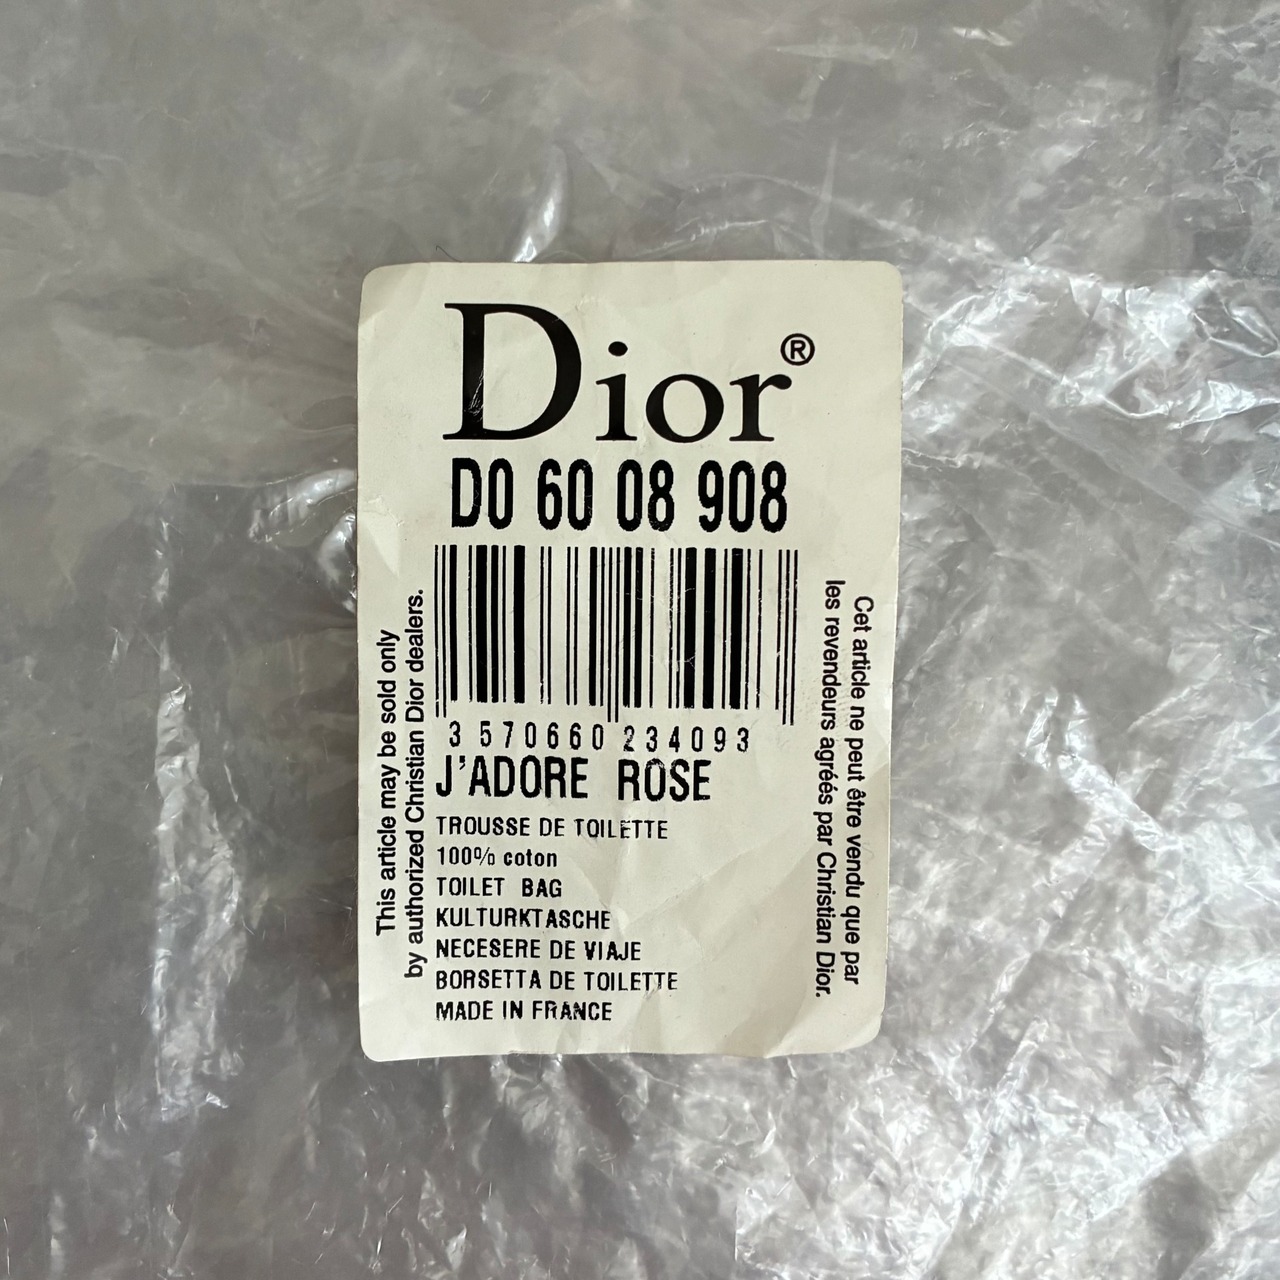 Dior®
D0 60 08 908
3 570660 234093
J'ADORE ROSE
TROUSSE DE TOILETTE
100% coton
TOILET BAG
KULTURKTASCHE
NECESERE DE VIAJE
BORSETTA DE TOILETTE
MADE IN FRANCE
This article may be sold only
by authorized Christian Dior dealers.
Cet article ne peut être vendu que par
les revendeurs agréés par Christian Dior.